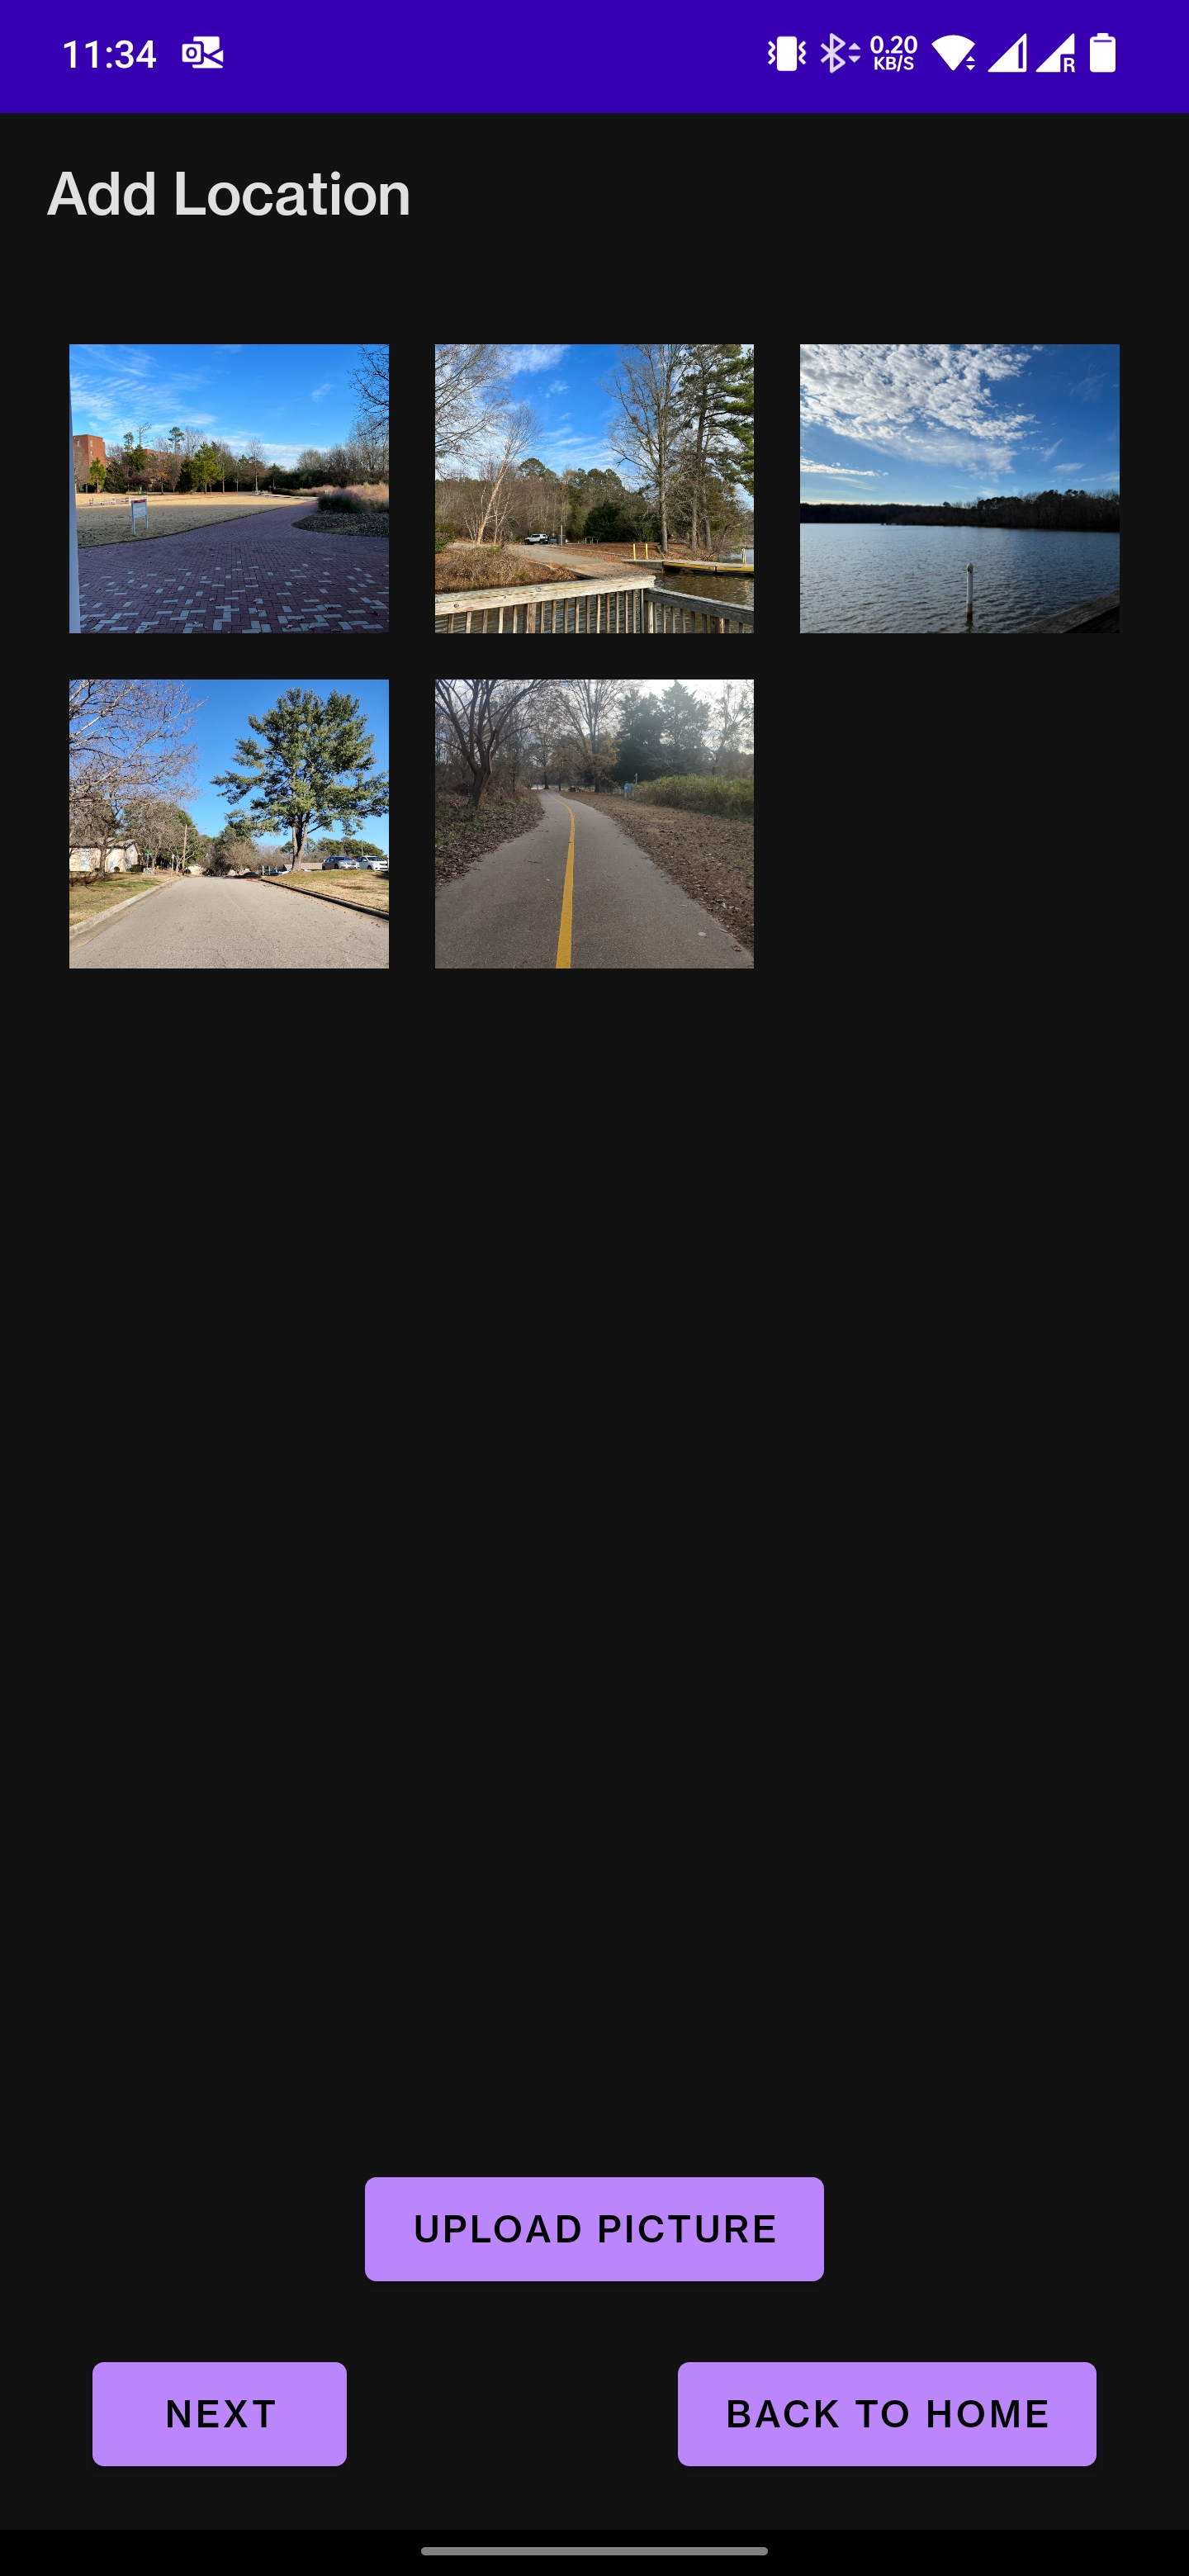 11:34
0.20
KB/S
R
Add Location
UPLOAD PICTURE
NEXT
BACK TO HOME